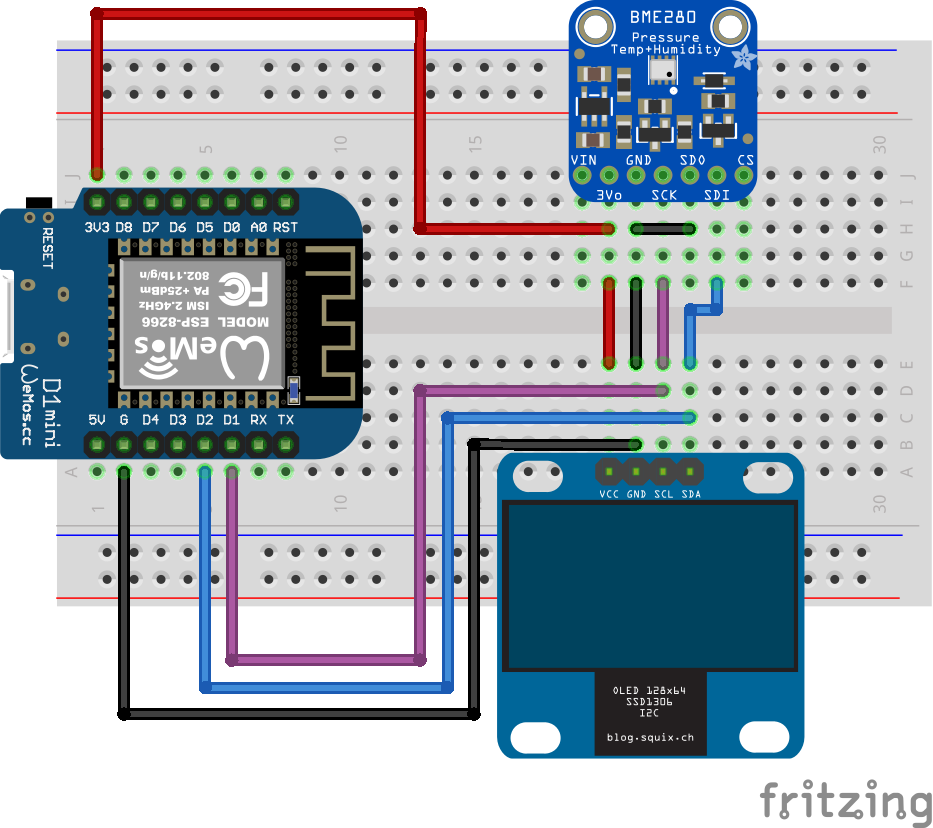 BME280
Pressure
Temp+Humidity
VIN GND SDO CS
3Vo SCK SDI
5 10 15 30
J J
I
H H
G G
F F
3V3 D8 D7 D6 D5 D0 A0 RST
RESET
MODEL ESP-8266
ISM 2.4GHz
PA +25dBm
802.11b/g/n
FC
WeMos
D1 mini
WeMos.cc
5V G D4 D3 D2 D1 RX TX
E E
D D
C C
B B
A A
1 10 30
VCC GND SCL SDA
OLED 128x64
SSD1306
I2C
blog.squix.ch
fritzing